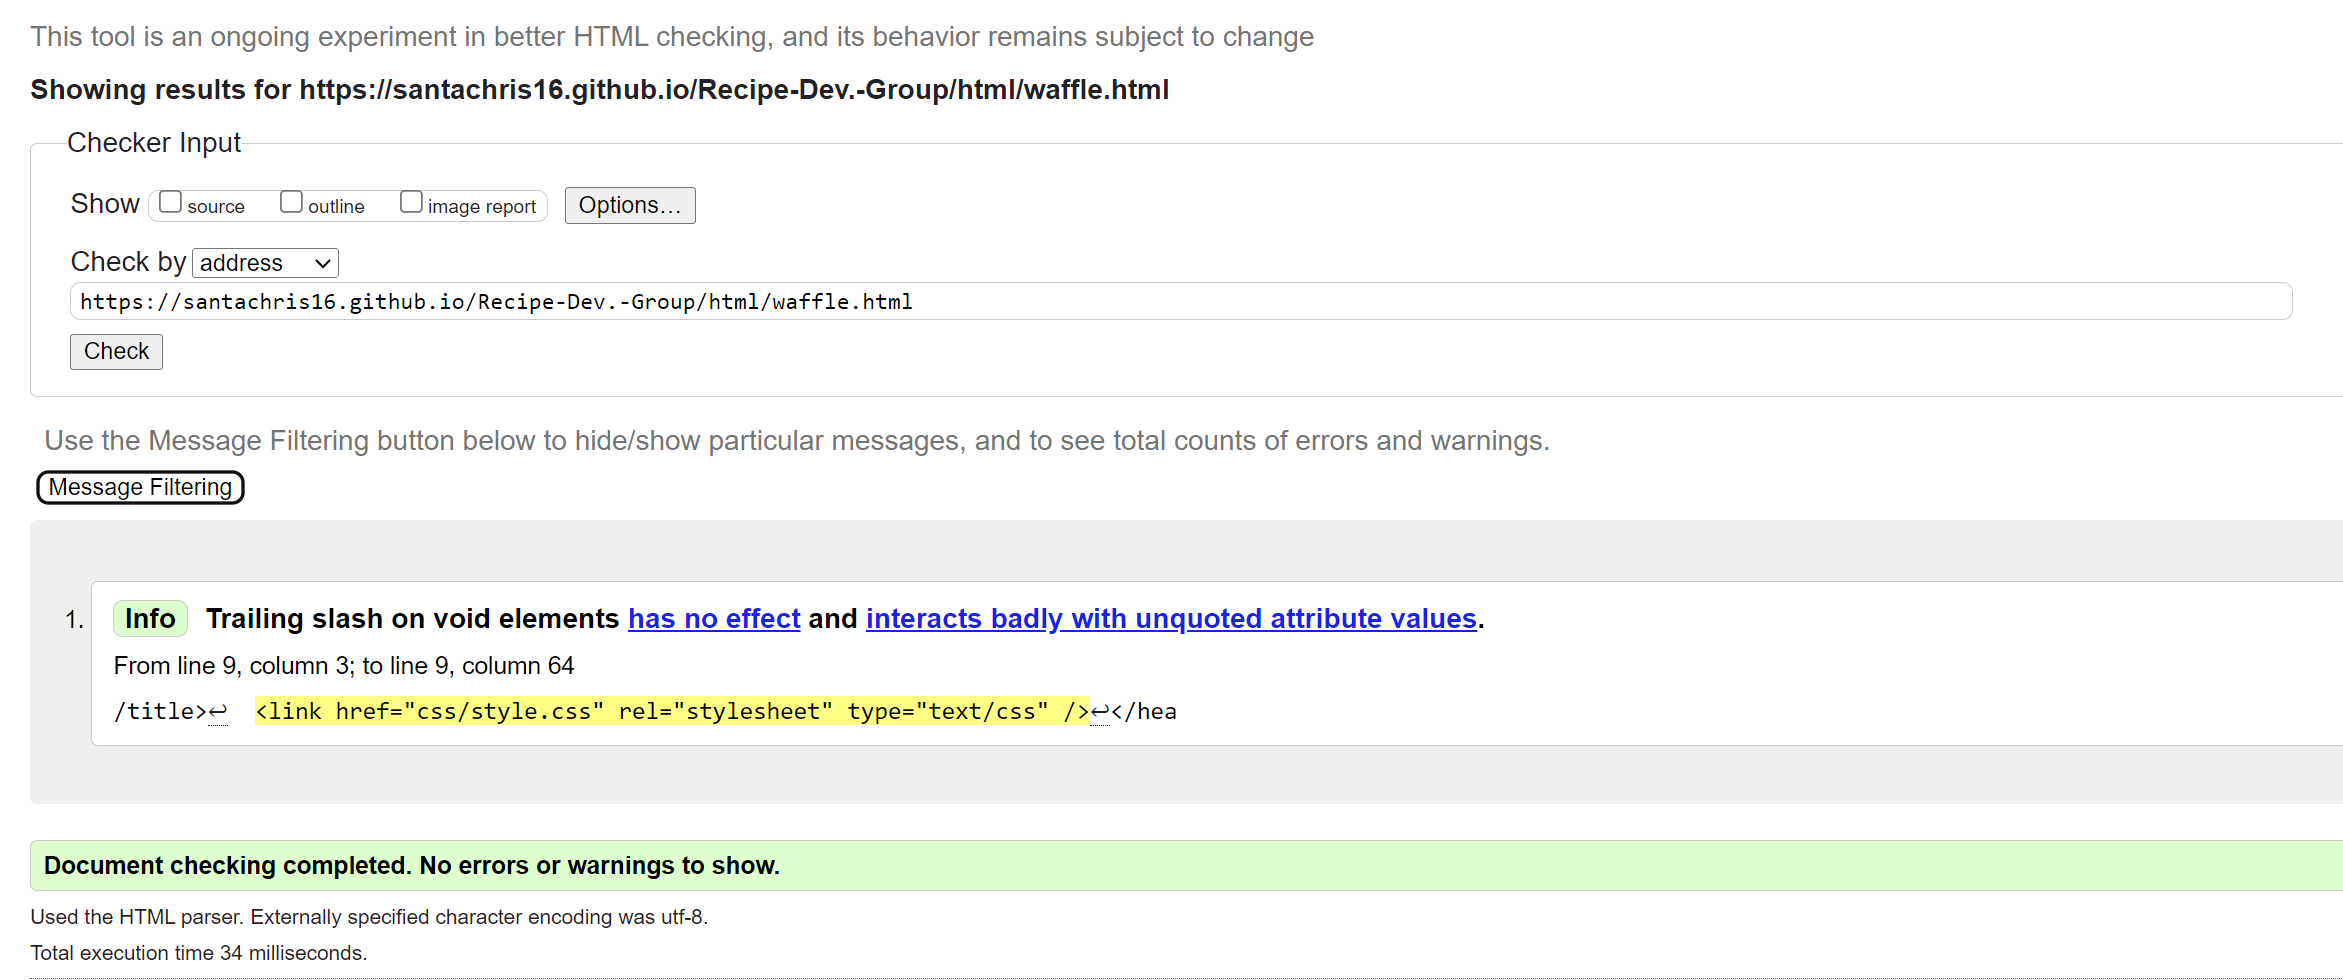 This tool is an ongoing experiment in better HTML checking, and its behavior remains subject to change
Showing results for https://santachris16.github.io/Recipe-Dev.-Group/html/waffle.html
Checker Input
Show source outline image report Options...
Check by address
https://santachris16.github.io/Recipe-Dev.-Group/html/waffle.html
Check
Use the Message Filtering button below to hide/show particular messages, and to see total counts of errors and warnings.
Message Filtering
1. Info Trailing slash on void elements has no effect and interacts badly with unquoted attribute values.
From line 9, column 3; to line 9, column 64
/title>↩  <link href="css/style.css" rel="stylesheet" type="text/css" />↩</hea
Document checking completed. No errors or warnings to show.
Used the HTML parser. Externally specified character encoding was utf-8.
Total execution time 34 milliseconds.